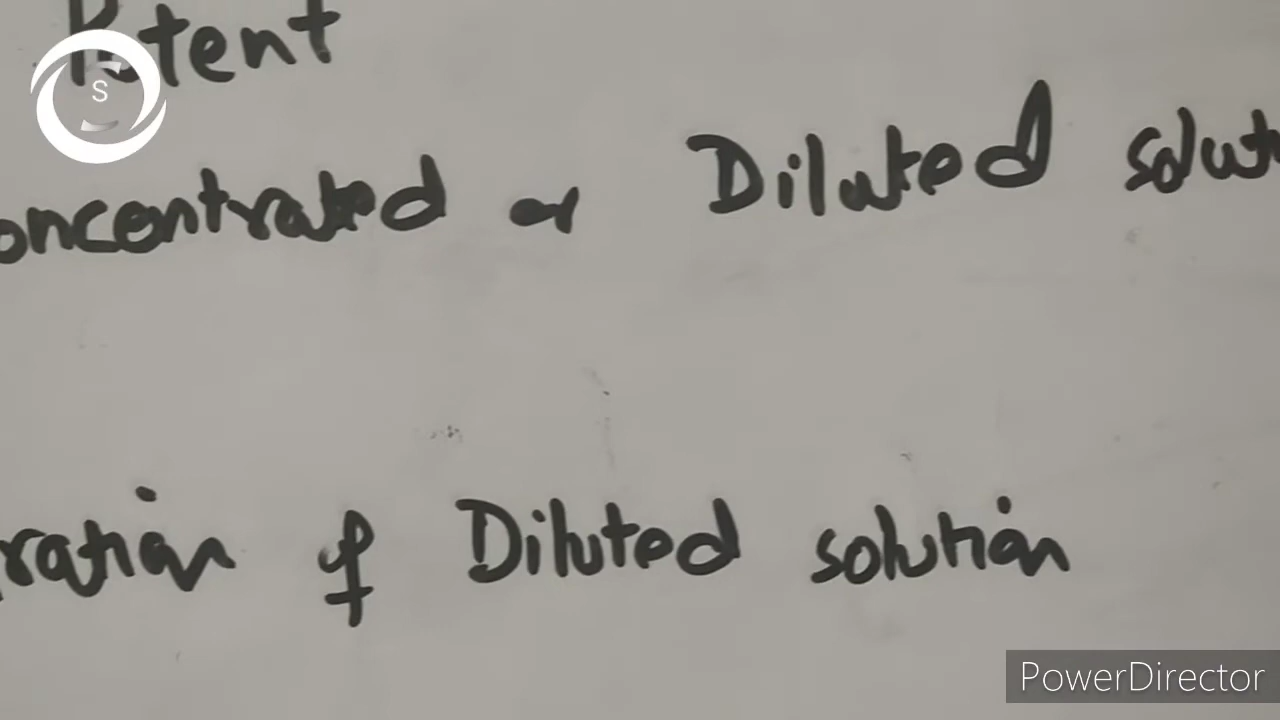 Potent
S
oncentrated or Diluted solut
ration of Diluted solution
PowerDirector